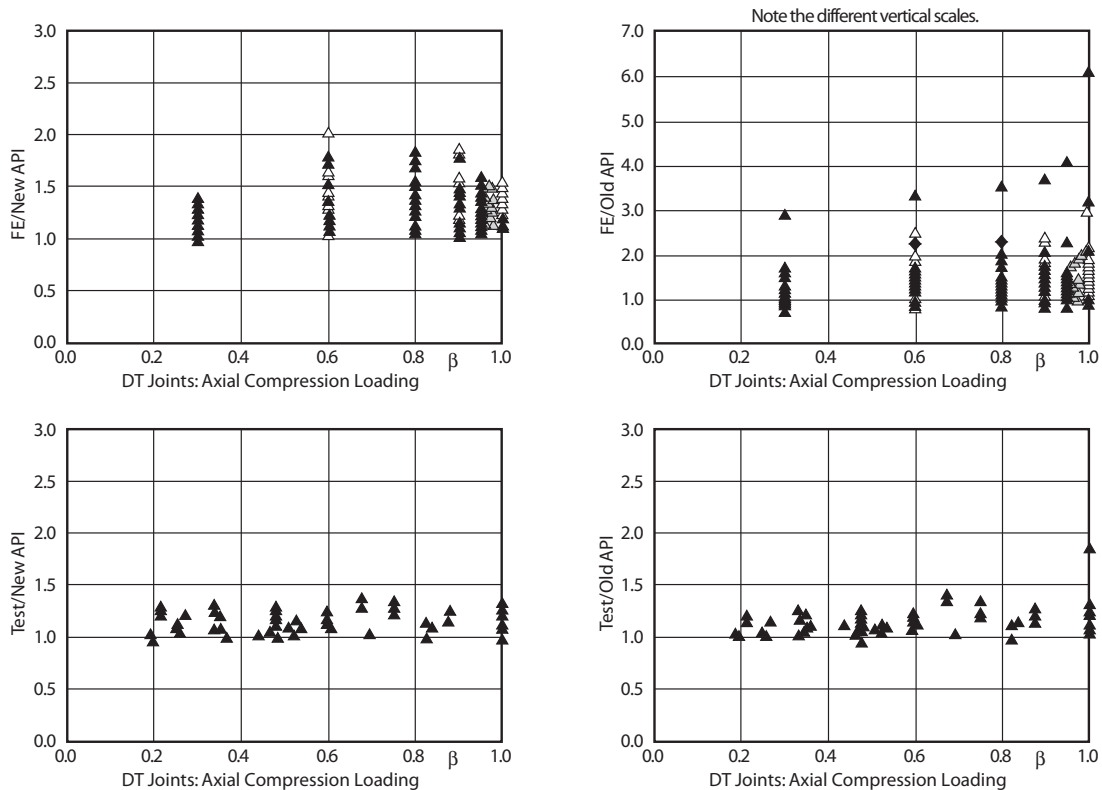 Note the different vertical scales.
3.0
2.5
2.0
1.5
1.0
0.5
0.0
FE/New API
0.0 0.2 0.4 0.6 0.8 β 1.0
DT Joints: Axial Compression Loading
7.0
6.0
5.0
4.0
3.0
2.0
1.0
0.0
FE/Old API
0.0 0.2 0.4 0.6 0.8 β 1.0
DT Joints: Axial Compression Loading
3.0
2.5
2.0
1.5
1.0
0.5
0.0
Test/New API
0.0 0.2 0.4 0.6 0.8 β 1.0
DT Joints: Axial Compression Loading
3.0
2.5
2.0
1.5
1.0
0.5
0.0
Test/Old API
0.0 0.2 0.4 0.6 0.8 β 1.0
DT Joints: Axial Compression Loading